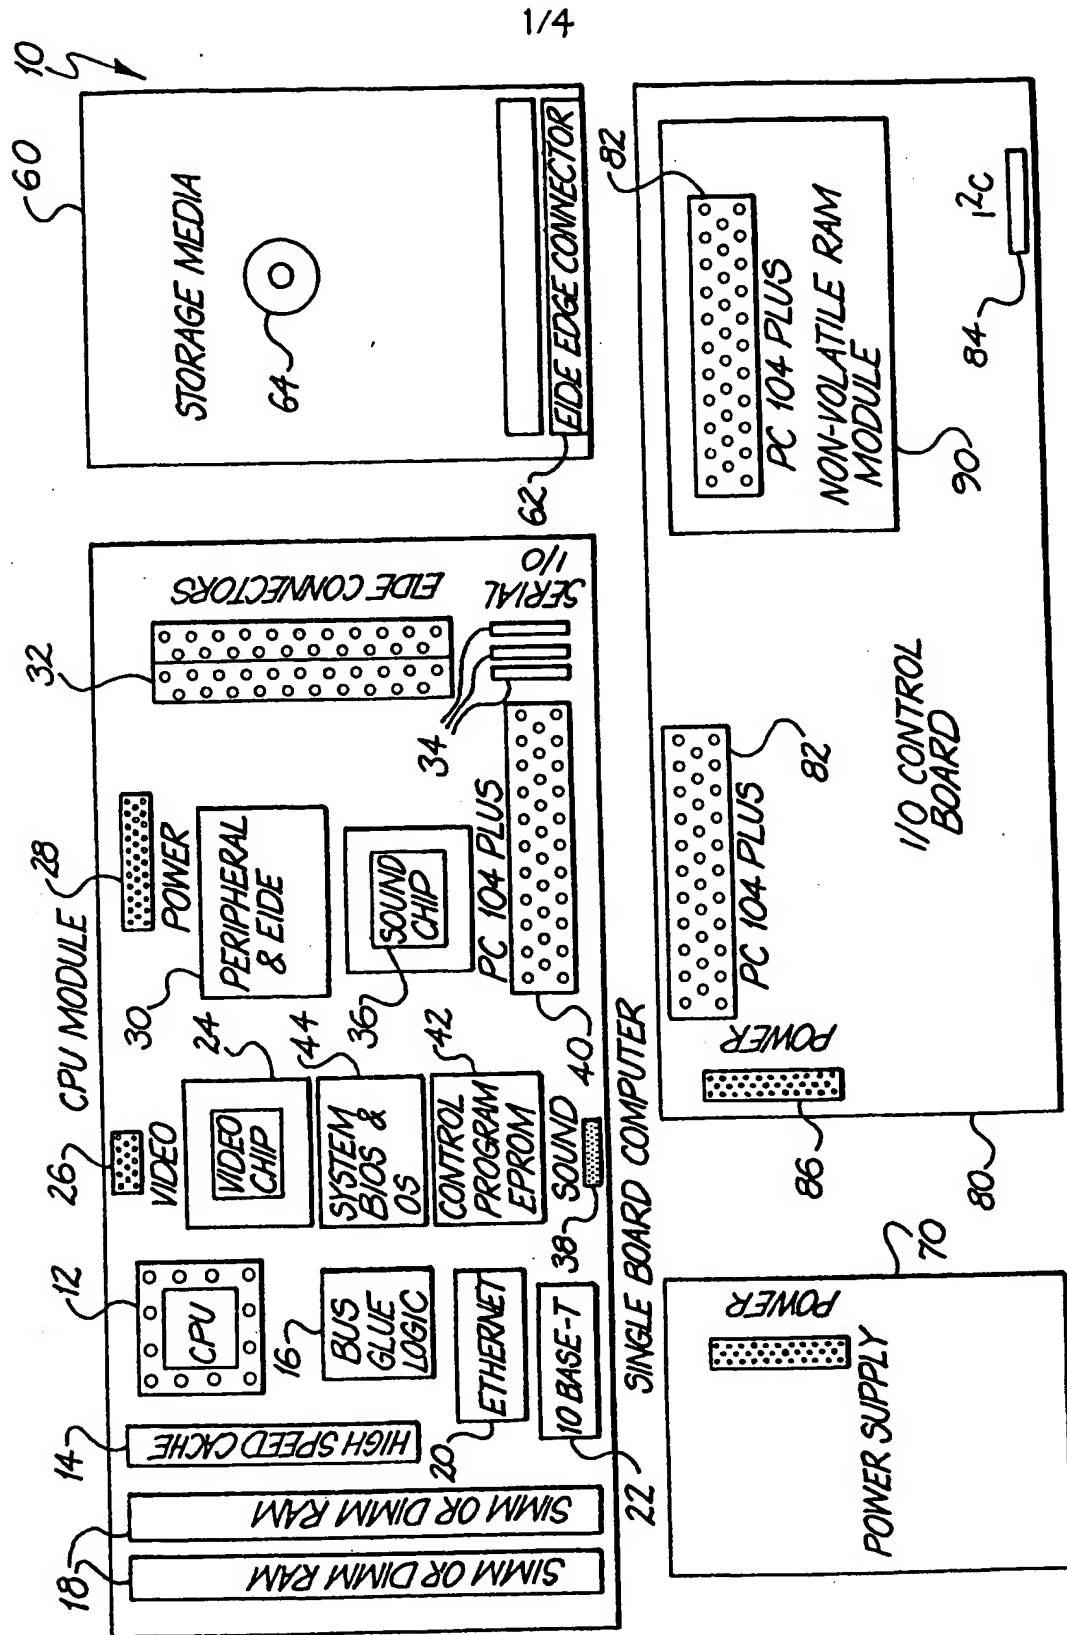 1/4
10
60
STORAGE MEDIA
64
EIDE EDGE CONNECTOR
62
CPU MODULE
18
SIMM OR DIMM RAM
SIMM OR DIMM RAM
14
HIGH SPEED CACHE
12
CPU
16
BUS
GLUE
LOGIC
20
ETHERNET
22
10 BASE-T
26
VIDEO
24
VIDEO
CHIP
44
SYSTEM
BIOS &
OS
42
CONTROL
PROGRAM
EPROM
38
SOUND
28
POWER
30
PERIPHERAL
& EIDE
36
SOUND
CHIP
PC 104 PLUS
40
32
EIDE CONNECTORS
34
SERIAL
I/O
SINGLE BOARD COMPUTER
70
POWER
POWER SUPPLY
80
86
POWER
82
PC 104 PLUS
I/O CONTROL
BOARD
82
PC 104 PLUS
NON-VOLATILE RAM
MODULE
90
84
I2C